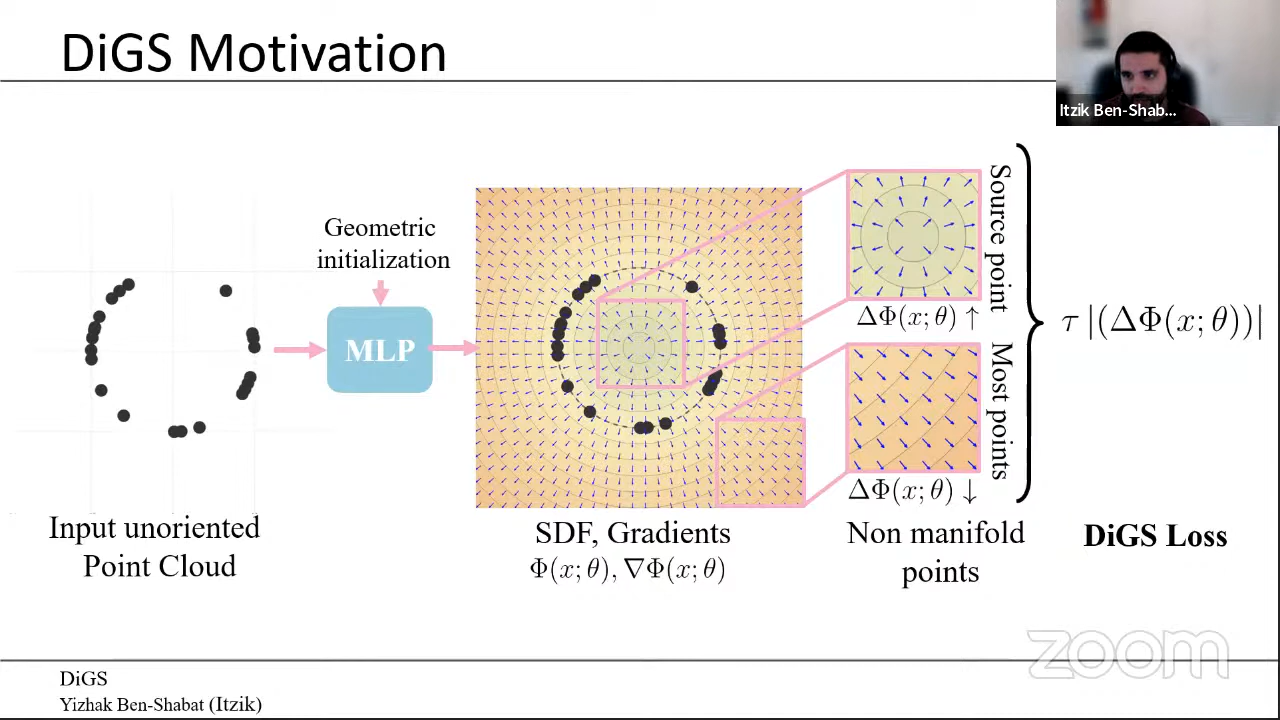 DiGS Motivation
Itzik Ben-Shab...
Geometric
initialization
MLP
Source point
ΔΦ(x; θ) ↑
Most points
ΔΦ(x; θ) ↓
τ |(ΔΦ(x; θ))|
Input unoriented
Point Cloud
SDF, Gradients
Φ(x; θ), ∇Φ(x; θ)
Non manifold
points
DiGS Loss
zoom
DiGS
Yizhak Ben-Shabat (Itzik)